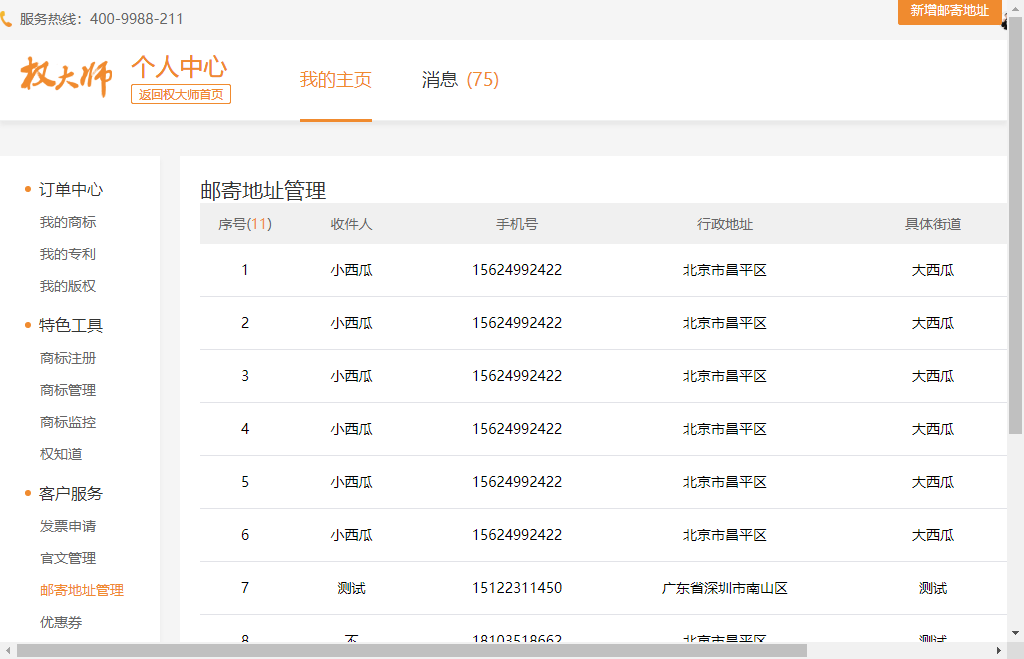 服务热线：400-9988-211
新增邮寄地址
权大师
个人中心
返回权大师首页
我的主页
消息 (75)
订单中心
我的商标
我的专利
我的版权
特色工具
商标注册
商标管理
商标监控
权知道
客户服务
发票申请
官文管理
邮寄地址管理
优惠券
邮寄地址管理
序号(11) 收件人 手机号 行政地址 具体街道
1 小西瓜 15624992422 北京市昌平区 大西瓜
2 小西瓜 15624992422 北京市昌平区 大西瓜
3 小西瓜 15624992422 北京市昌平区 大西瓜
4 小西瓜 15624992422 北京市昌平区 大西瓜
5 小西瓜 15624992422 北京市昌平区 大西瓜
6 小西瓜 15624992422 北京市昌平区 大西瓜
7 测试 15122311450 广东省深圳市南山区 测试
8 不 18103518662 北京市昌平区 测试